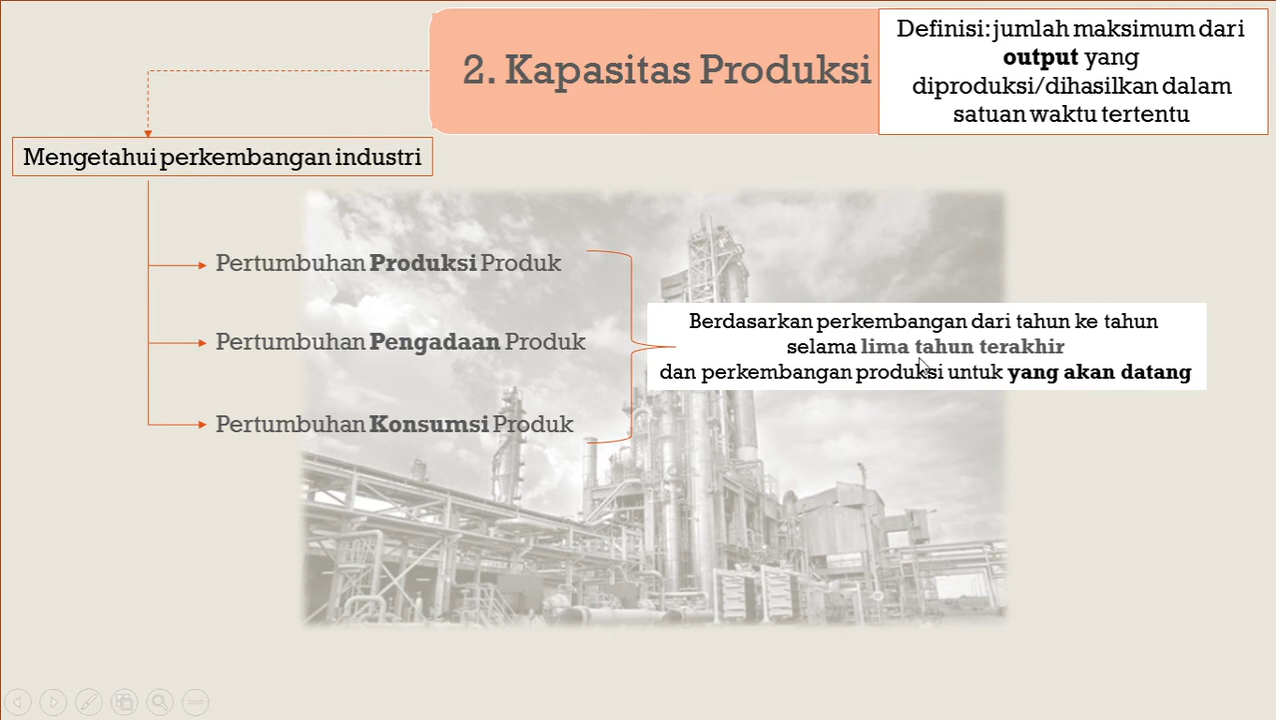 2. Kapasitas Produksi
Definisi: jumlah maksimum dari
output yang
diproduksi/dihasilkan dalam
satuan waktu tertentu
Mengetahui perkembangan industri
Pertumbuhan Produksi Produk
Pertumbuhan Pengadaan Produk
Pertumbuhan Konsumsi Produk
Berdasarkan perkembangan dari tahun ke tahun
selama lima tahun terakhir
dan perkembangan produksi untuk yang akan datang